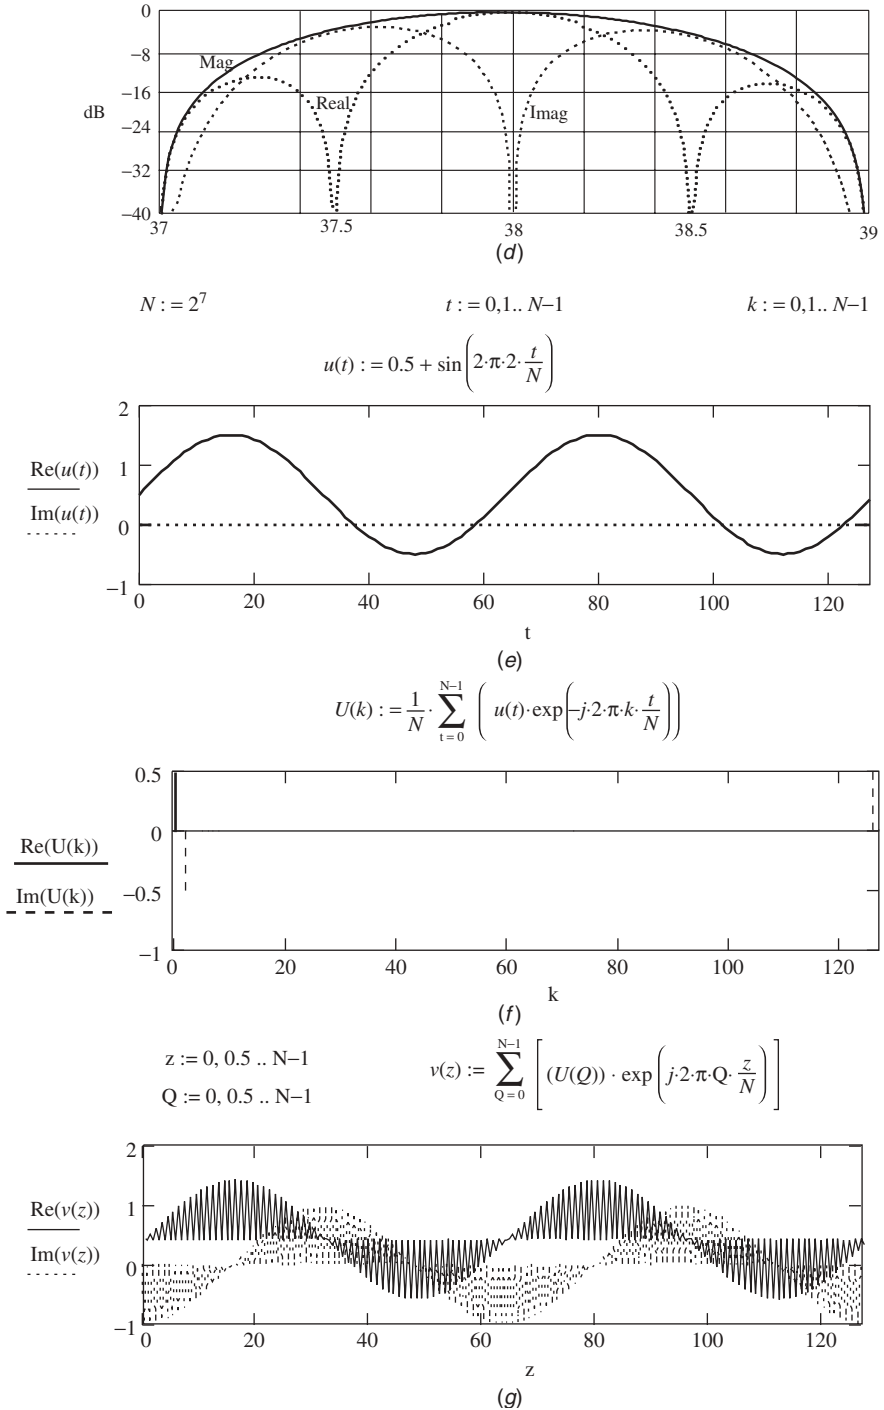 0
−8
−16
−24
−32
−40
dB
Mag
Real
Imag
37
37.5
38
38.5
39
(d)
N : = 2^7
t : = 0,1.. N−1
k : = 0,1.. N−1
u(t) : = 0.5 + sin(2·π·2· t/N)
2
1
0
−1
Re(u(t))
Im(u(t))
0
20
40
60
80
100
120
t
(e)
U(k) : = 1/N · ∑_{t = 0}^{N−1} ( u(t)·exp(−j·2·π·k· t/N))
0.5
0
−0.5
−1
Re(U(k))
Im(U(k))
0
20
40
60
80
100
120
k
(f)
z := 0, 0.5 .. N−1
Q := 0, 0.5 .. N−1
v(z) := ∑_{Q = 0}^{N−1} [(U(Q)) · exp(j·2·π·Q· z/N)]
2
1
0
−1
Re(v(z))
Im(v(z))
0
20
40
60
80
100
120
z
(g)